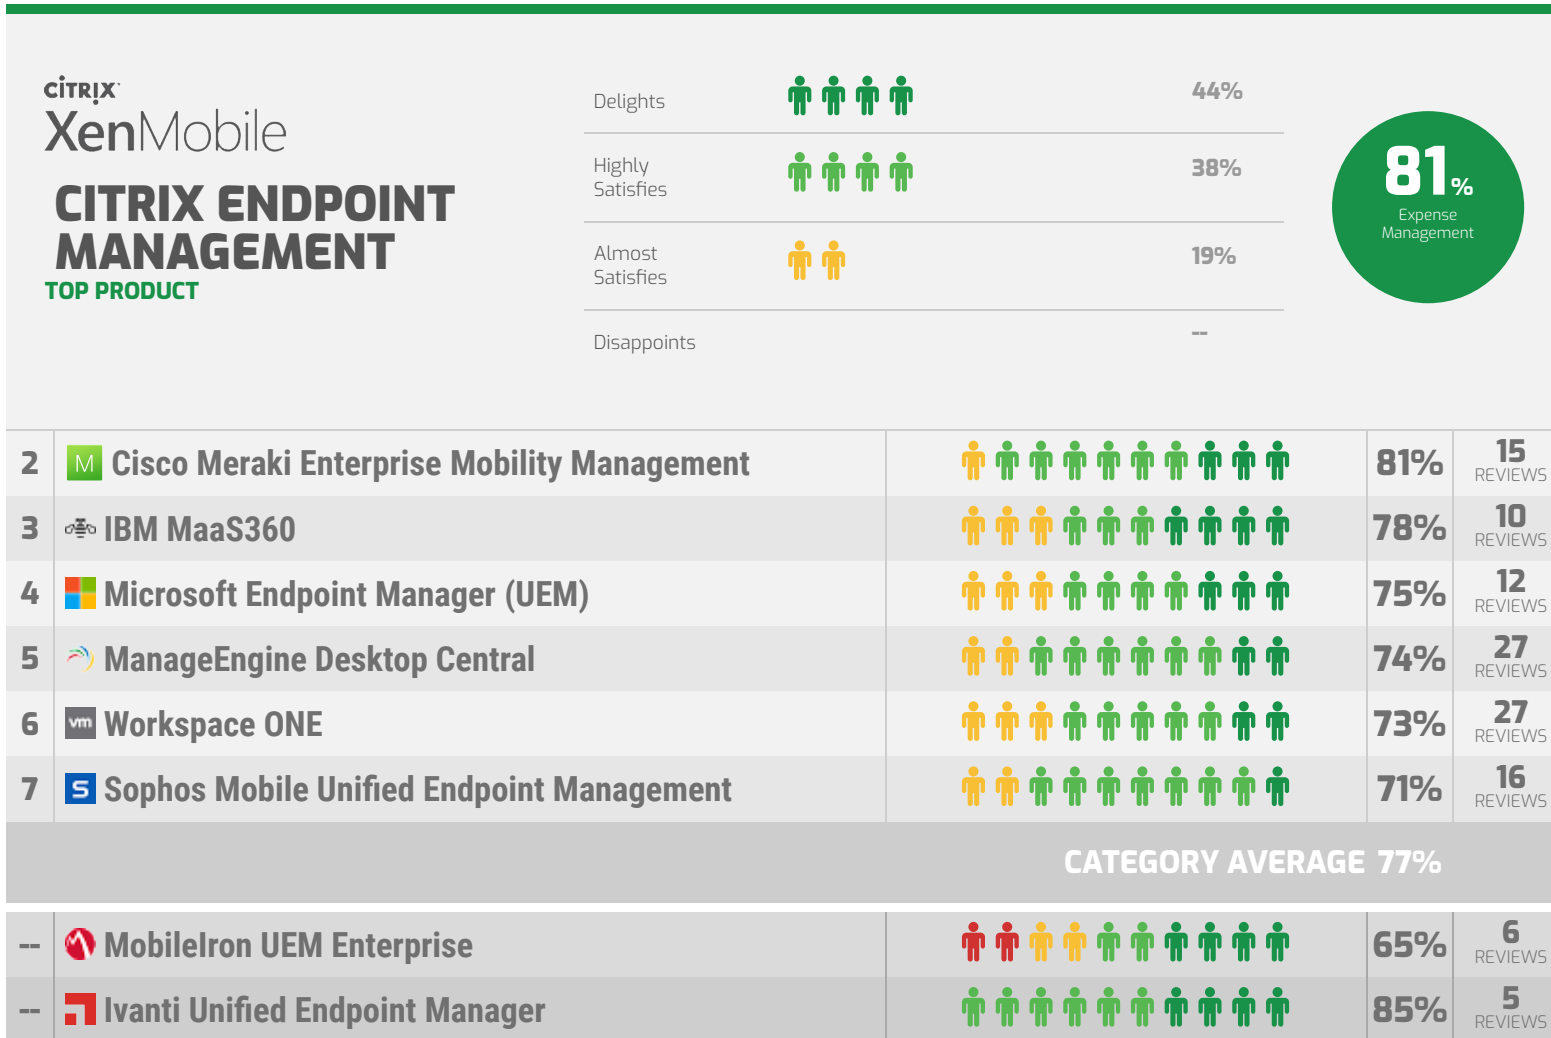 CITRIX
XenMobile
CITRIX ENDPOINT
MANAGEMENT
TOP PRODUCT
Delights 44%
Highly
Satisfies 38%
Almost
Satisfies 19%
Disappoints --
81%
Expense
Management
2 M Cisco Meraki Enterprise Mobility Management 81% 15
REVIEWS
3 IBM MaaS360 78% 10
REVIEWS
4 Microsoft Endpoint Manager (UEM) 75% 12
REVIEWS
5 ManageEngine Desktop Central 74% 27
REVIEWS
6 vm Workspace ONE 73% 27
REVIEWS
7 S Sophos Mobile Unified Endpoint Management 71% 16
REVIEWS
CATEGORY AVERAGE 77%
-- MobileIron UEM Enterprise 65% 6
REVIEWS
-- Ivanti Unified Endpoint Manager 85% 5
REVIEWS